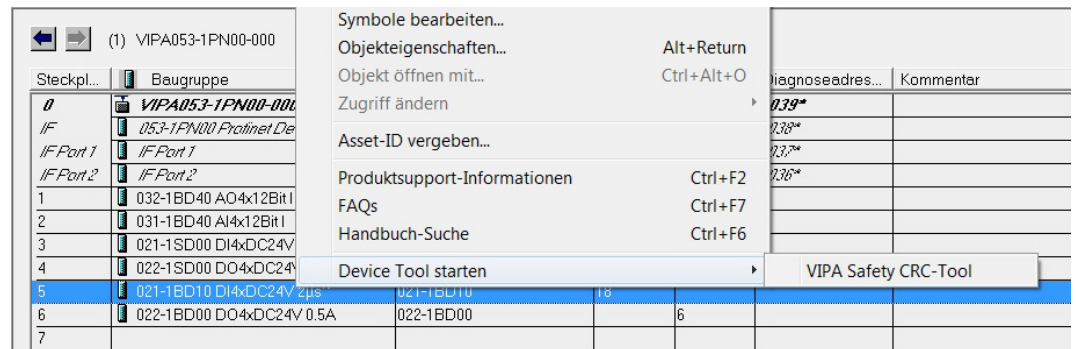 (1) VIPA053-1PN00-000
Symbole bearbeiten...
Objekteigenschaften... Alt+Return
Objekt öffnen mit... Ctrl+Alt+O
Zugriff ändern
Asset-ID vergeben...
Produktsupport-Informationen Ctrl+F2
FAQs Ctrl+F7
Handbuch-Suche Ctrl+F6
Device Tool starten
VIPA Safety CRC-Tool
Steckpl... Baugruppe Diagnoseadres... Kommentar
0 VIPA053-1PN00-000 039*
IF 053-1PN00 Profinet De 038*
IF Port 1 IF Port 1 037*
IF Port 2 IF Port 2 036*
1 032-1BD40 AO4x12Bit I
2 031-1BD40 AI4x12Bit I
3 021-1SD00 DI4xDC24V
4 022-1SD00 DO4xDC24V
5 021-1BD10 DI4xDC24V 2µs 021-1BD10 18
6 022-1BD00 DO4xDC24V 0.5A 022-1BD00 6
7